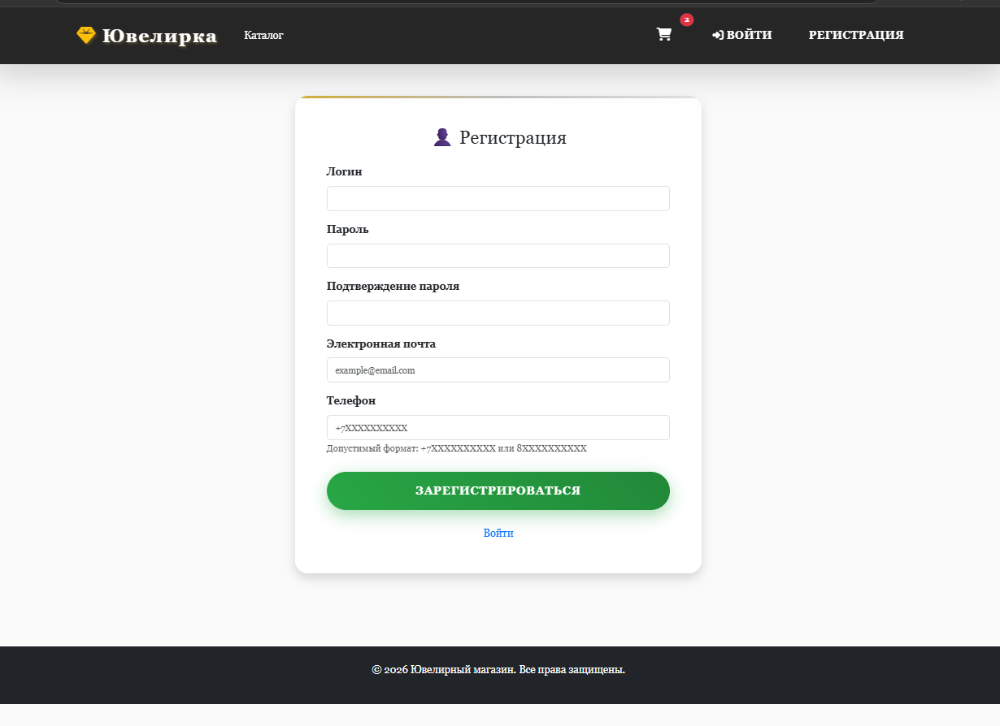 Ювелирка Каталог 2 ВОЙТИ РЕГИСТРАЦИЯ
Регистрация
Логин
Пароль
Подтверждение пароля
Электронная почта
example@email.com
Телефон
+7XXXXXXXXXX
Допустимый формат: +7XXXXXXXXXX или 8XXXXXXXXXX
ЗАРЕГИСТРИРОВАТЬСЯ
Войти
© 2026 Ювелирный магазин. Все права защищены.